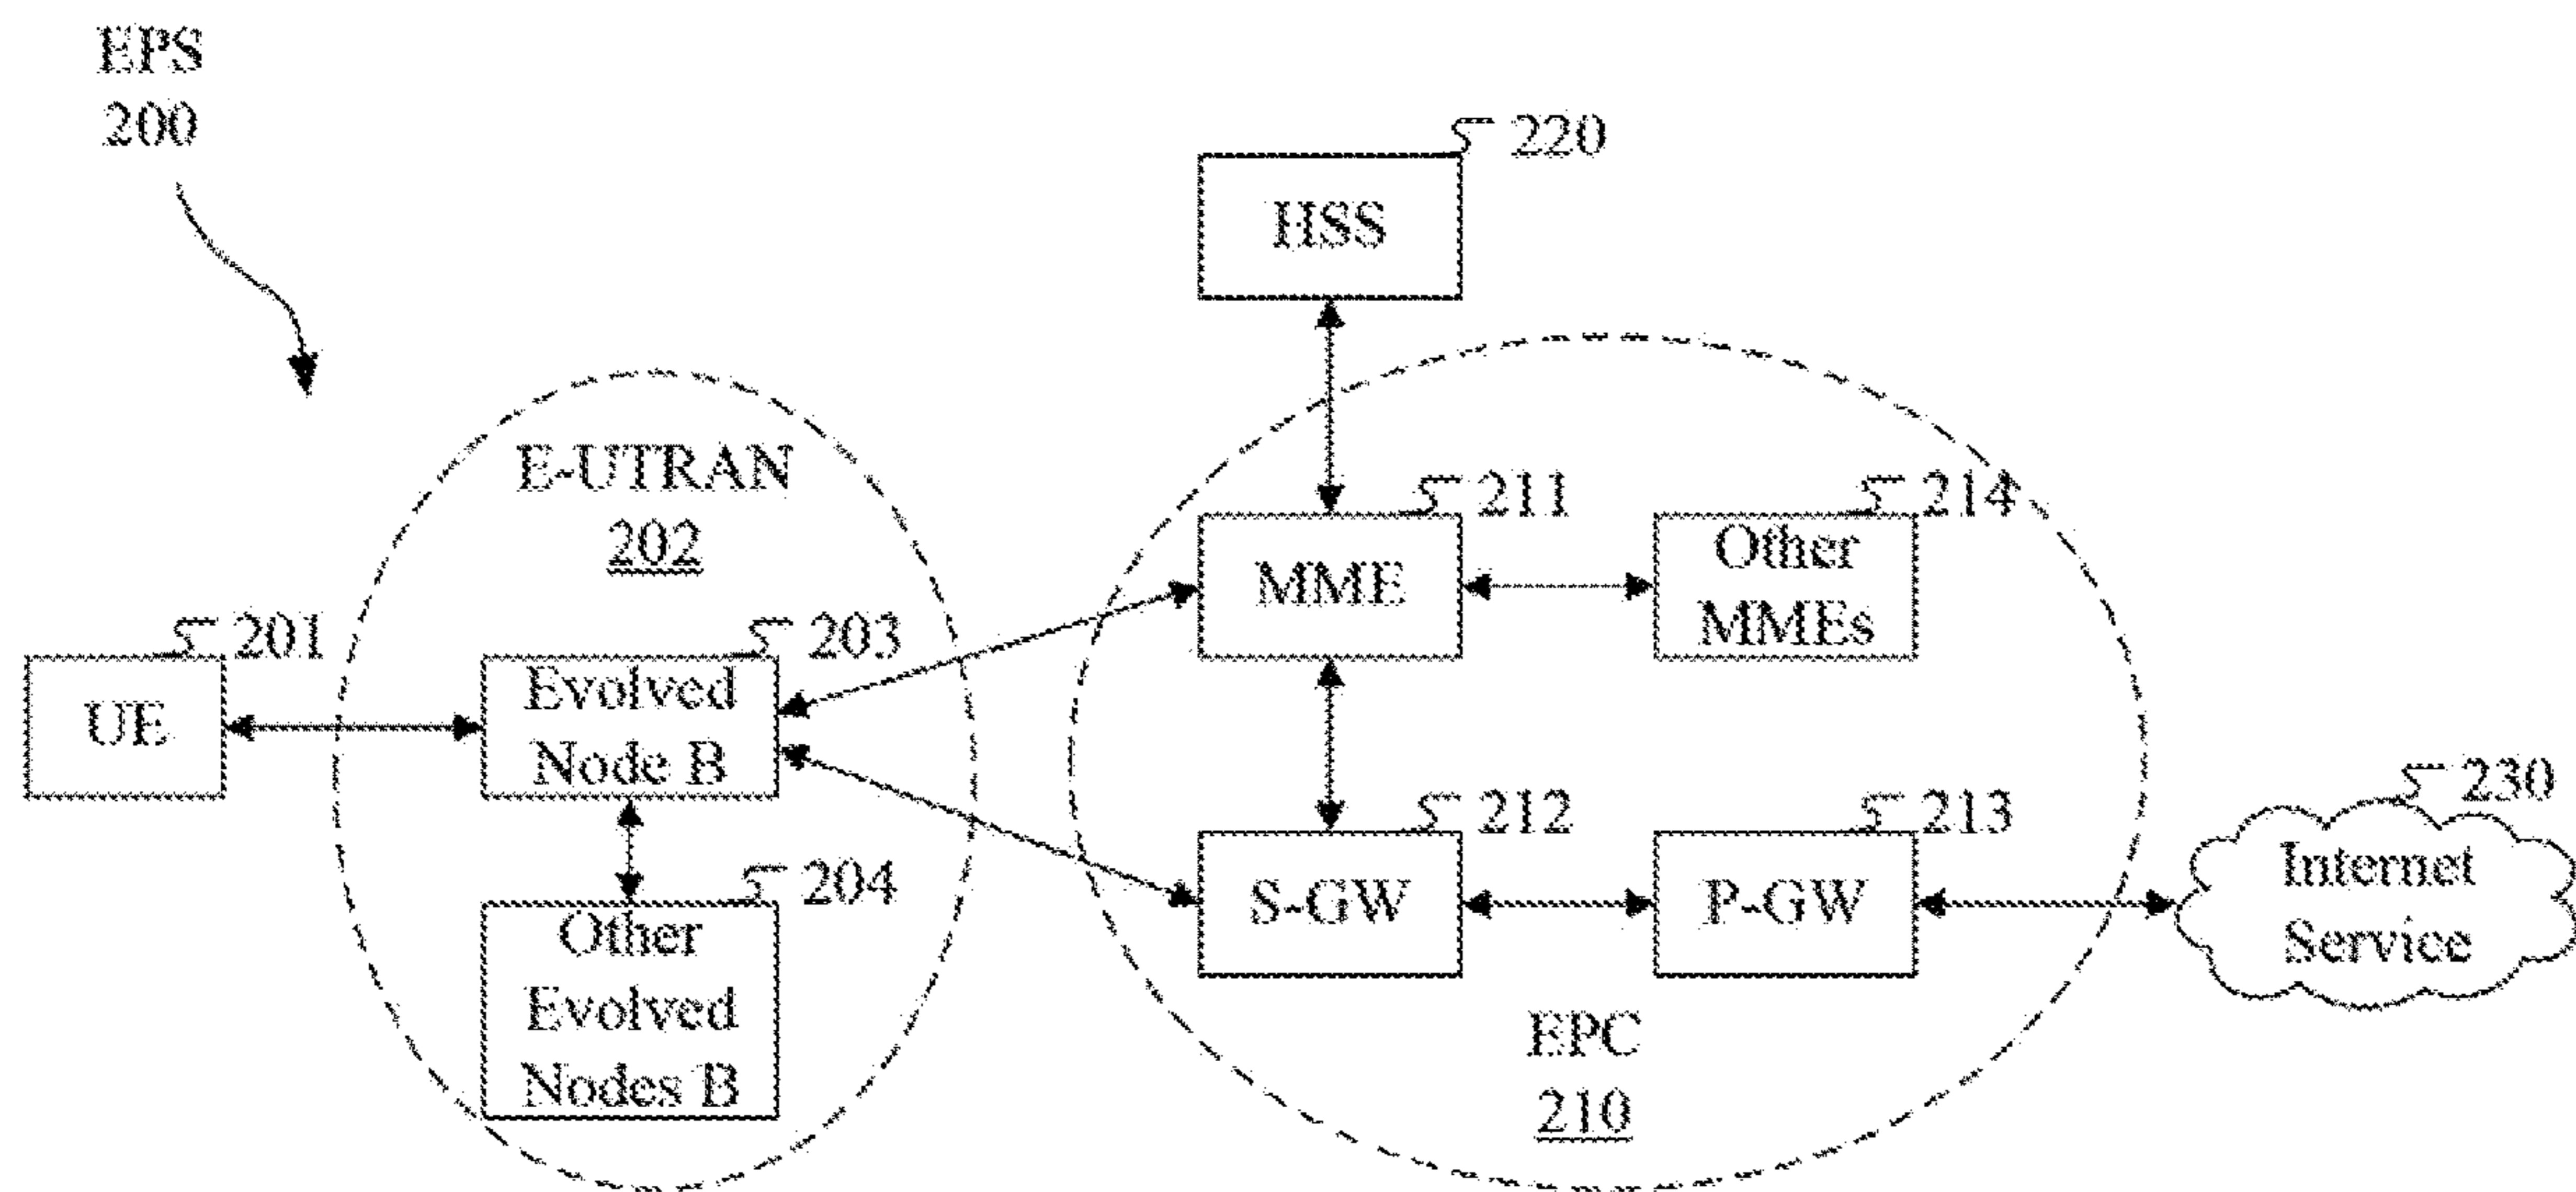 EPS
200
220
HSS
E-UTRAN
202
211
MME
214
Other
MMEs
201
UE
203
Evolved
Node B
204
Other
Evolved
Nodes B
212
S-GW
213
P-GW
230
Internet
Service
EPC
210